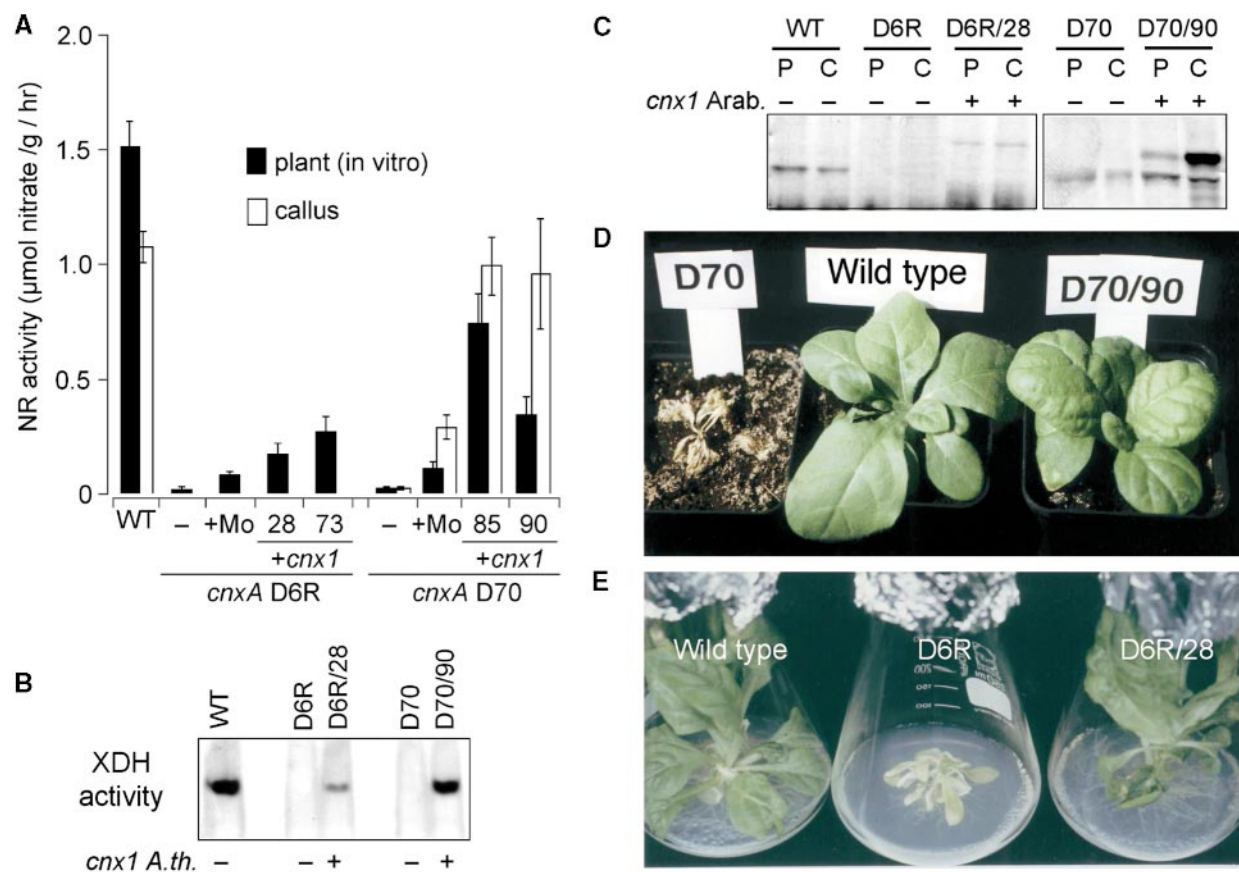 A
2.0
1.5
1.0
0.5
0
NR activity (µmol nitrate /g / hr)
plant (in vitro)
callus
WT – +Mo 28 73 – +Mo 85 90
+cnx1 +cnx1
cnxA D6R cnxA D70
B
WT D6R D6R/28 D70 D70/90
XDH
activity
cnx1 A.th. – – + – +
C
WT D6R D6R/28 D70 D70/90
P C P C P C P C P C
cnx1 Arab. – – – – + + – – + +
D
D70 Wild type D70/90
E
Wild type D6R D6R/28
200
150
100